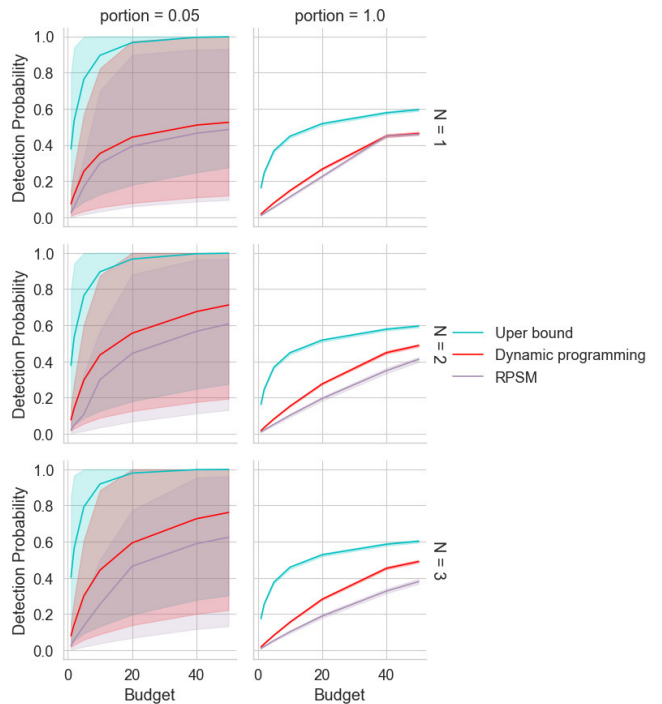 portion = 0.05
portion = 1.0
1.0
0.8
0.6
0.4
0.2
0.0
Detection Probability
N = 1
1.0
0.8
0.6
0.4
0.2
0.0
Detection Probability
N = 2
Uper bound
Dynamic programming
RPSM
1.0
0.8
0.6
0.4
0.2
0.0
Detection Probability
N = 3
0 20 40
0 20 40
Budget
Budget